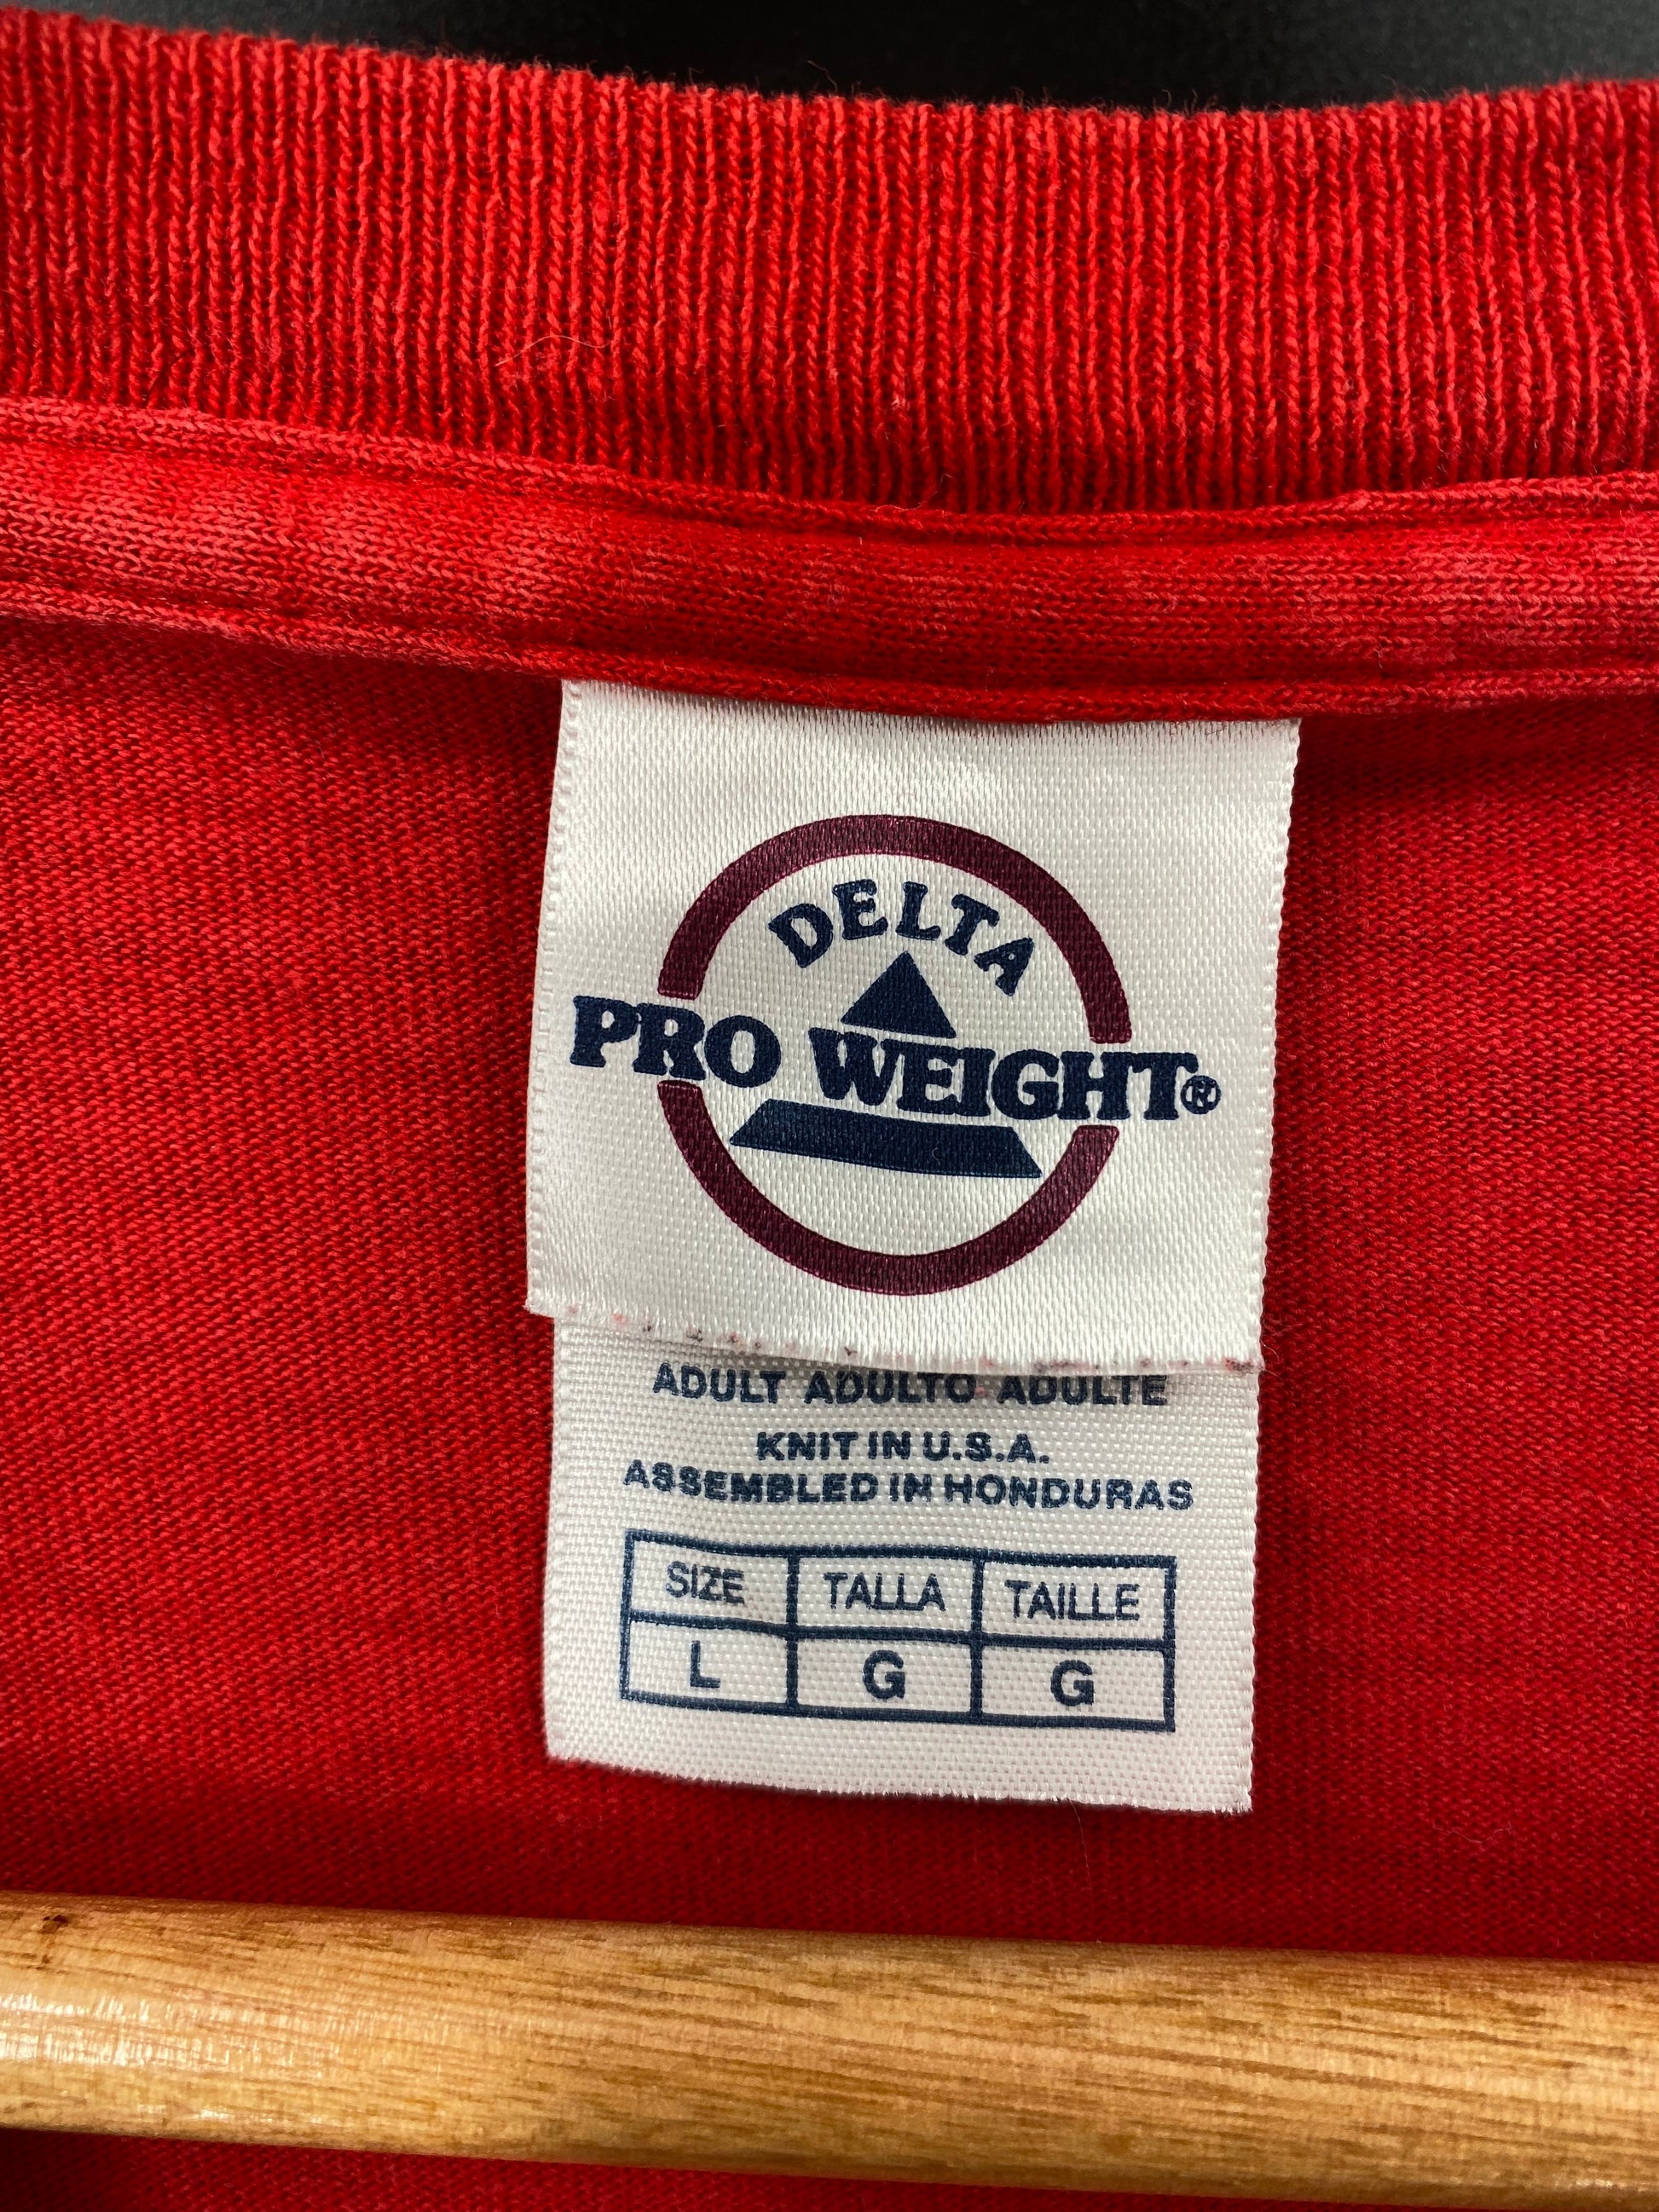 DELTA
PRO WEIGHT®
ADULT ADULTO ADULTE
KNIT IN U.S.A.
ASSEMBLED IN HONDURAS
SIZE TALLA TAILLE
L G G